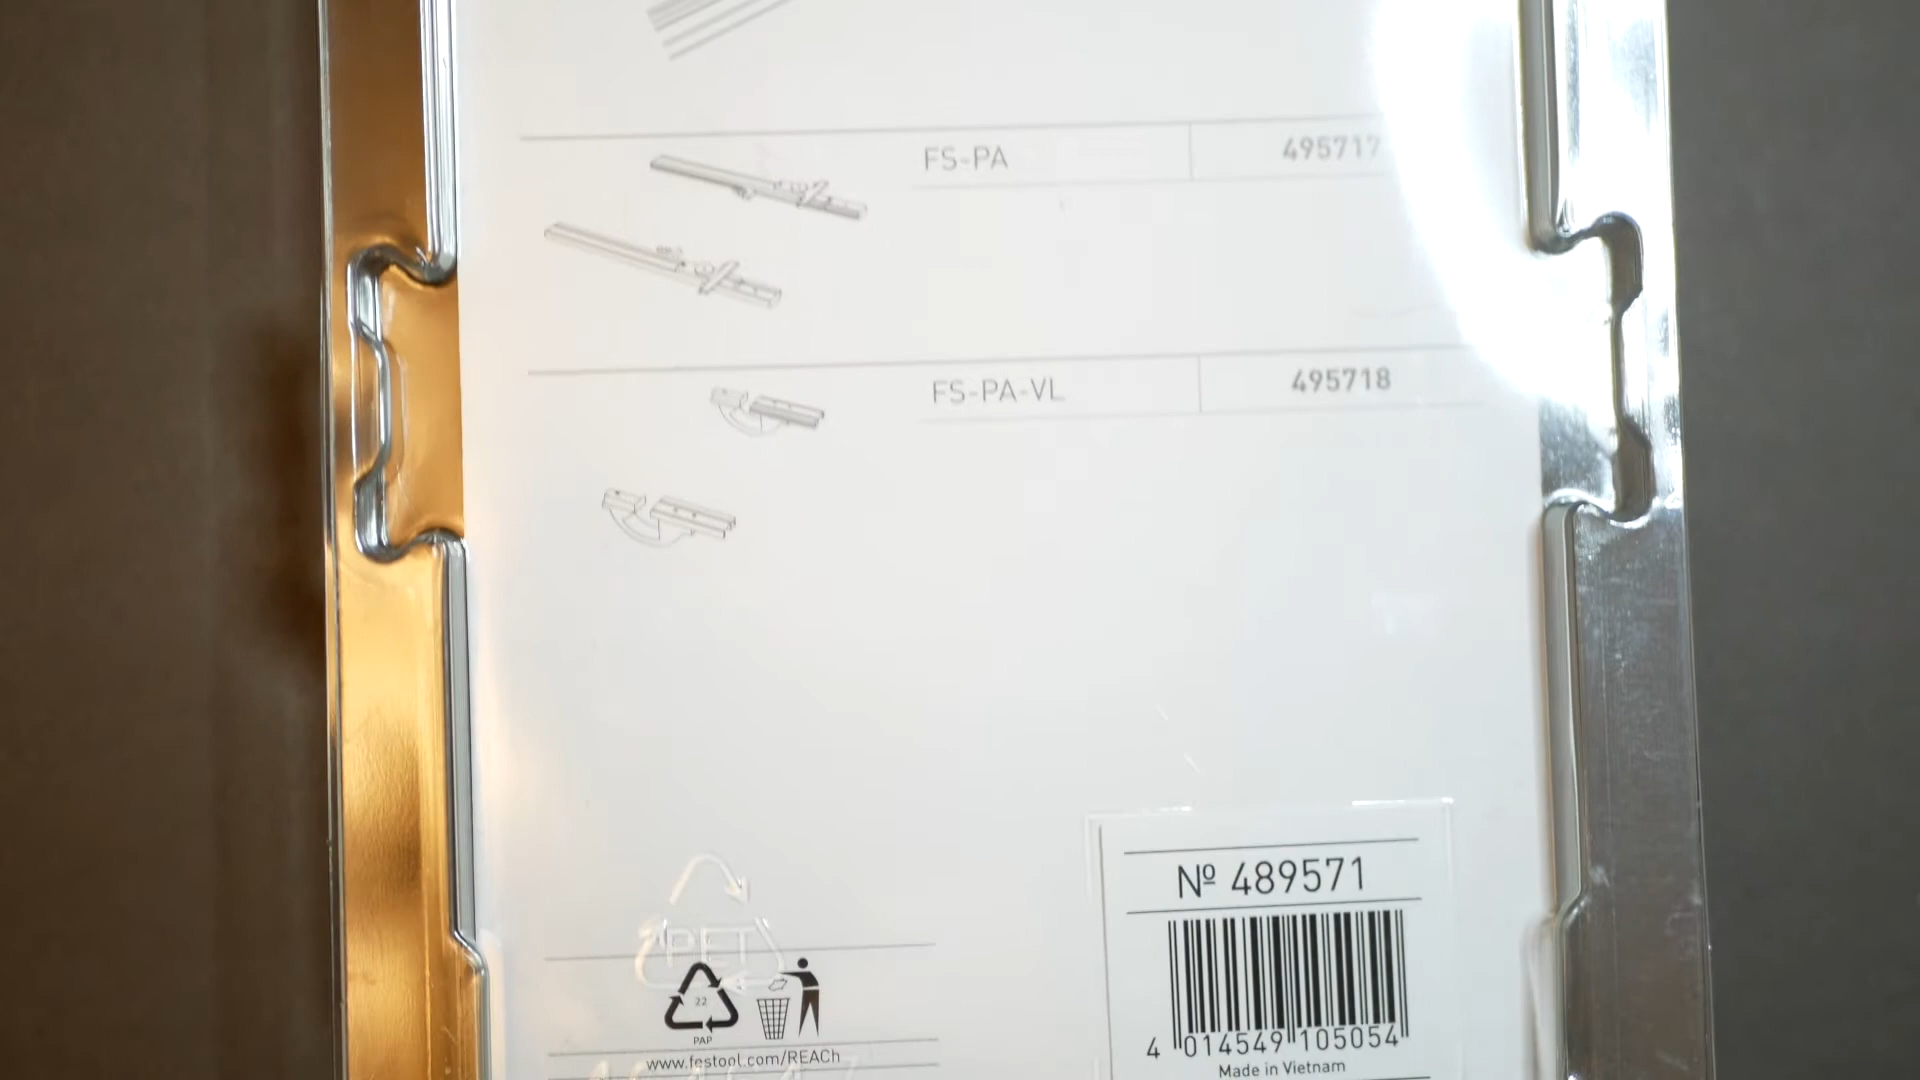 FS-PA 495717
FS-PA-VL 495718
Nº 489571
PET
22
PAP
www.festool.com/REACh
4 014549 105054
Made in Vietnam